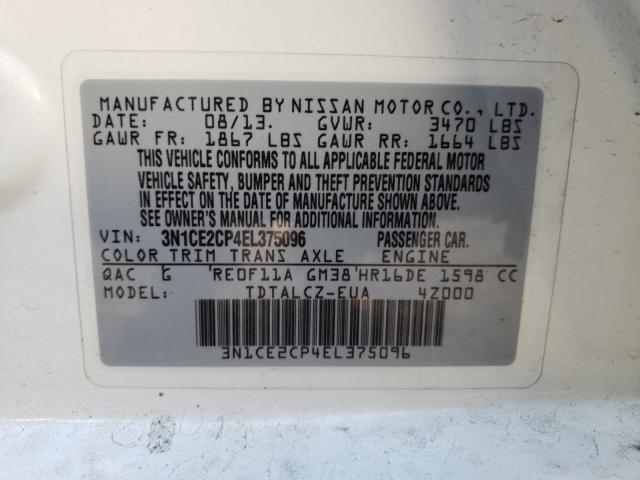 MANUFACTURED BY NISSAN MOTOR CO., LTD.
DATE: 08/13. GVWR: 3470 LBS
GAWR FR: 1867 LBS GAWR RR: 1664 LBS
THIS VEHICLE CONFORMS TO ALL APPLICABLE FEDERAL MOTOR
VEHICLE SAFETY, BUMPER AND THEFT PREVENTION STANDARDS
IN EFFECT ON THE DATE OF MANUFACTURE SHOWN ABOVE.
SEE OWNER'S MANUAL FOR ADDITIONAL INFORMATION.
VIN: 3N1CE2CP4EL375096 PASSENGER CAR.
COLOR TRIM TRANS AXLE ENGINE
QAC G RE0F11A GM38 HR16DE 1598 CC
MODEL: TDTALCZ-EUA 4Z000
3N1CE2CP4EL375096